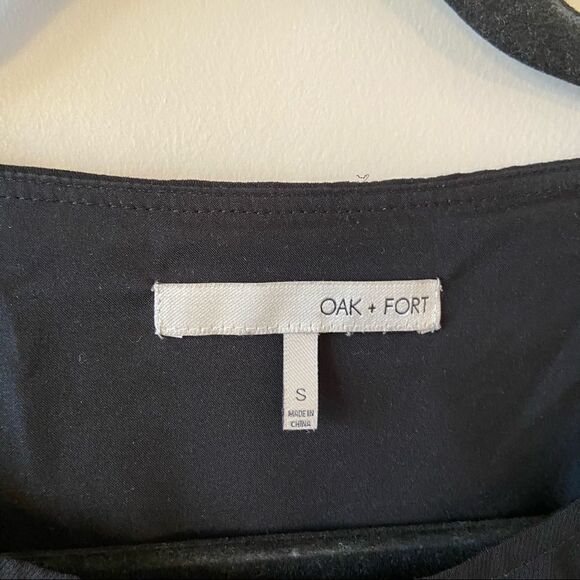 OAK + FORT
S
MADE IN
CHINA